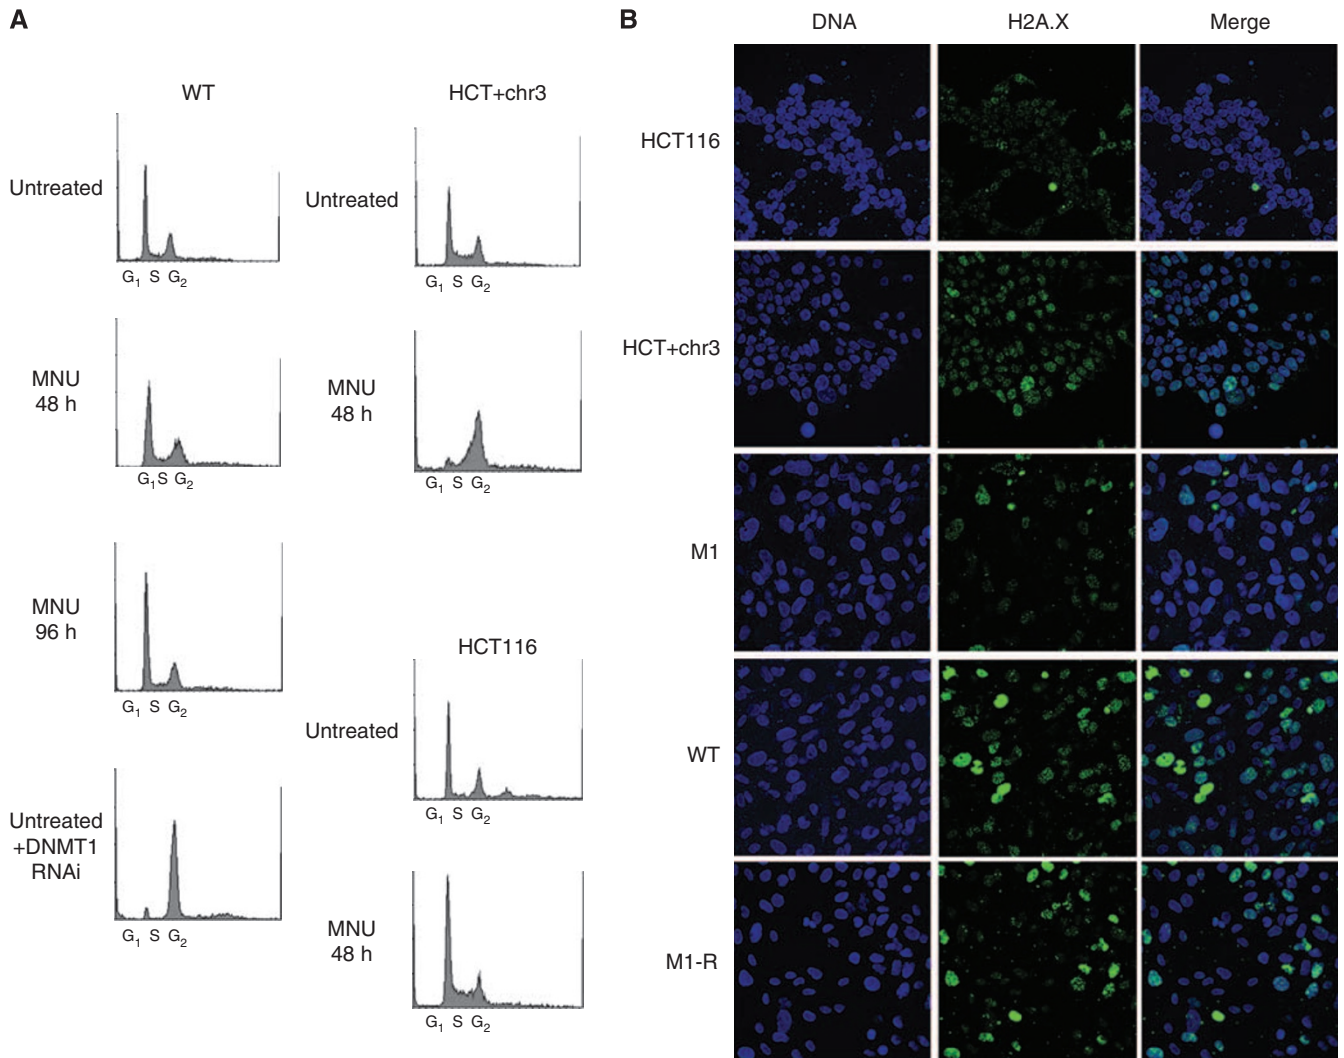 A
WT
HCT+chr3
Untreated
G1 S G2
Untreated
G1 S G2
MNU
48 h
G1 S G2
MNU
48 h
G1 S G2
MNU
96 h
G1 S G2
HCT116
Untreated
G1 S G2
Untreated
+DNMT1
RNAi
G1 S G2
MNU
48 h
G1 S G2
B
DNA H2A.X Merge
HCT116
HCT+chr3
M1
WT
M1-R